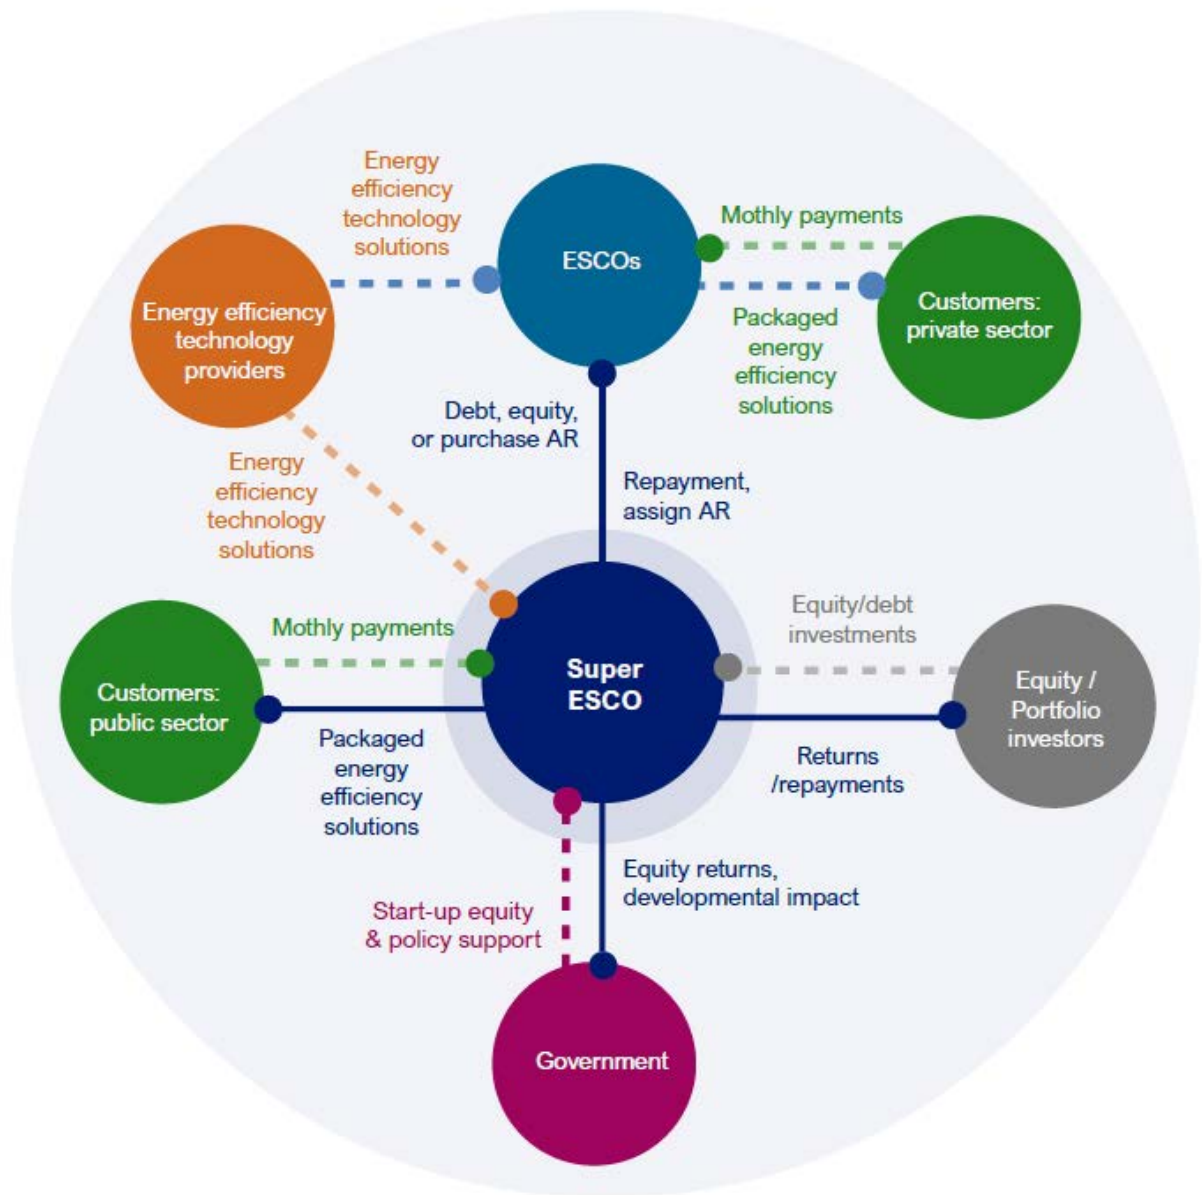 Energy
efficiency
technology
solutions
ESCOs
Mothly payments
Energy efficiency
technology
providers
Customers:
private sector
Packaged
energy
efficiency
solutions
Debt, equity,
or purchase AR
Energy
efficiency
technology
solutions
Repayment,
assign AR
Mothly payments
Equity/debt
investments
Customers:
public sector
Super
ESCO
Equity /
Portfolio
investors
Packaged
energy
efficiency
solutions
Returns
/repayments
Equity returns,
developmental impact
Start-up equity
& policy support
Government